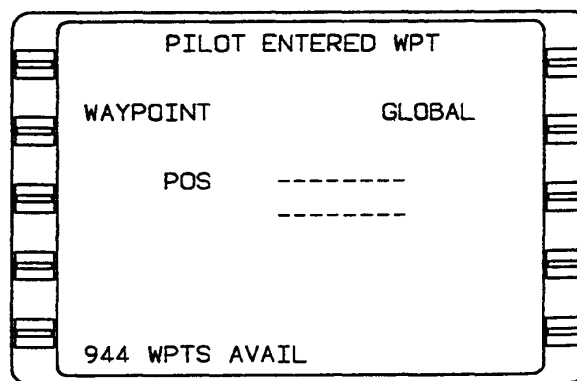 PILOT ENTERED WPT
WAYPOINT GLOBAL
POS --------
--------
944 WPTS AVAIL